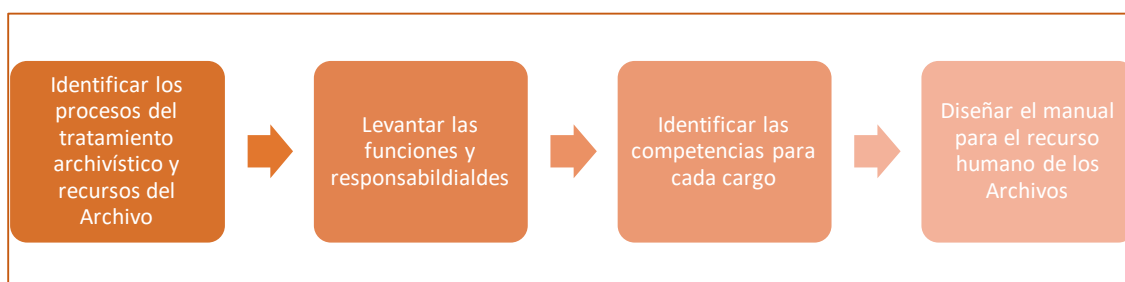 Identificar los
procesos del
tratamiento
archivístico y
recursos del
Archivo
Levantar las
funciones y
responsabildialdes
Identificar las
competencias para
cada cargo
Diseñar el manual
para el recurso
humano de los
Archivos